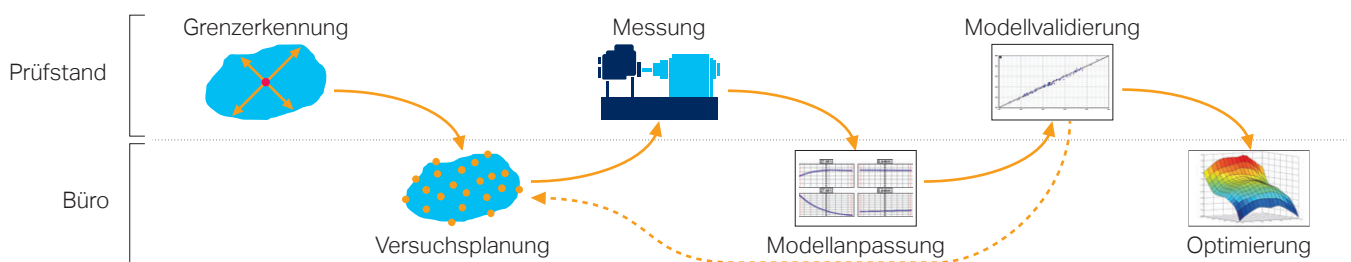 Grenzerkennung
Messung
Modellvalidierung
Prüfstand
Büro
Versuchsplanung
Modellanpassung
Optimierung